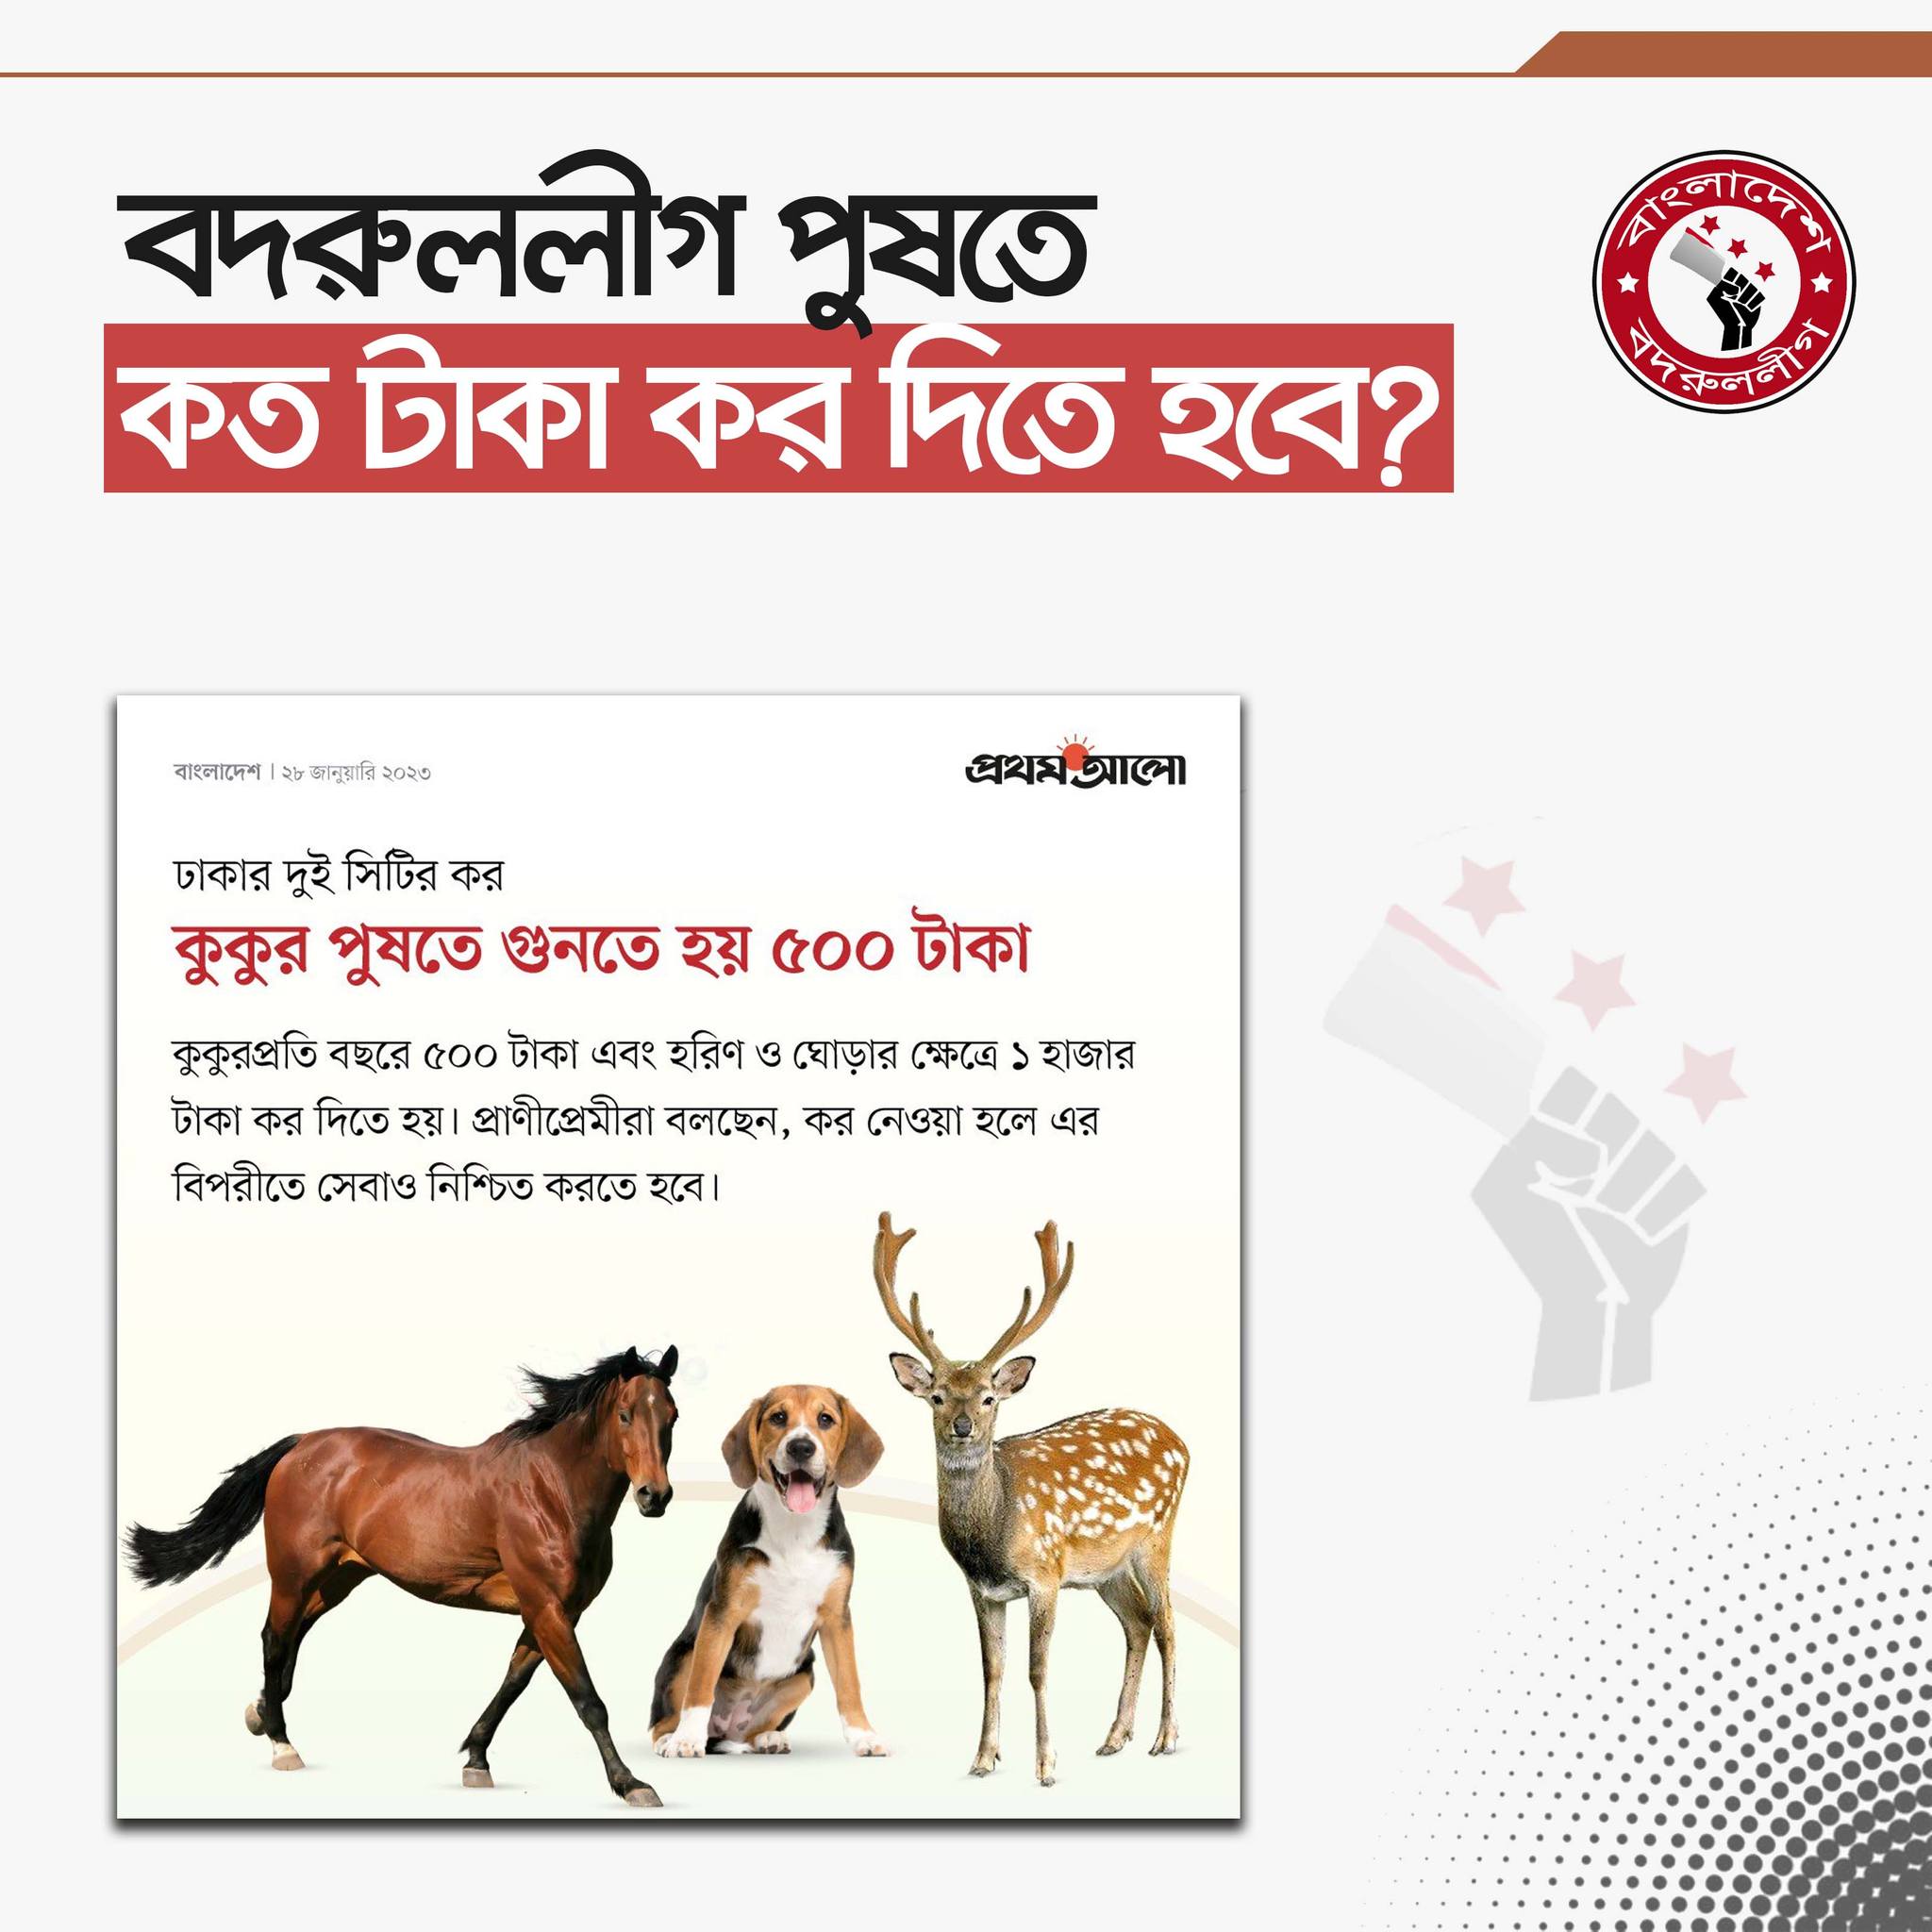 বদরুললীগ পুষতে
কত টাকা কর দিতে হবে?
বাংলাদেশ
বদরুললীগ
বাংলাদেশ | ২৮ জানুয়ারি ২০২৩
প্রথম আলো
ঢাকার দুই সিটির কর
কুকুর পুষতে গুনতে হয় ৫০০ টাকা
কুকুরপ্রতি বছরে ৫০০ টাকা এবং হরিণ ও ঘোড়ার ক্ষেত্রে ১ হাজার
টাকা কর দিতে হয়। প্রাণীপ্রেমীরা বলছেন, কর নেওয়া হলে এর
বিপরীতে সেবাও নিশ্চিত করতে হবে।